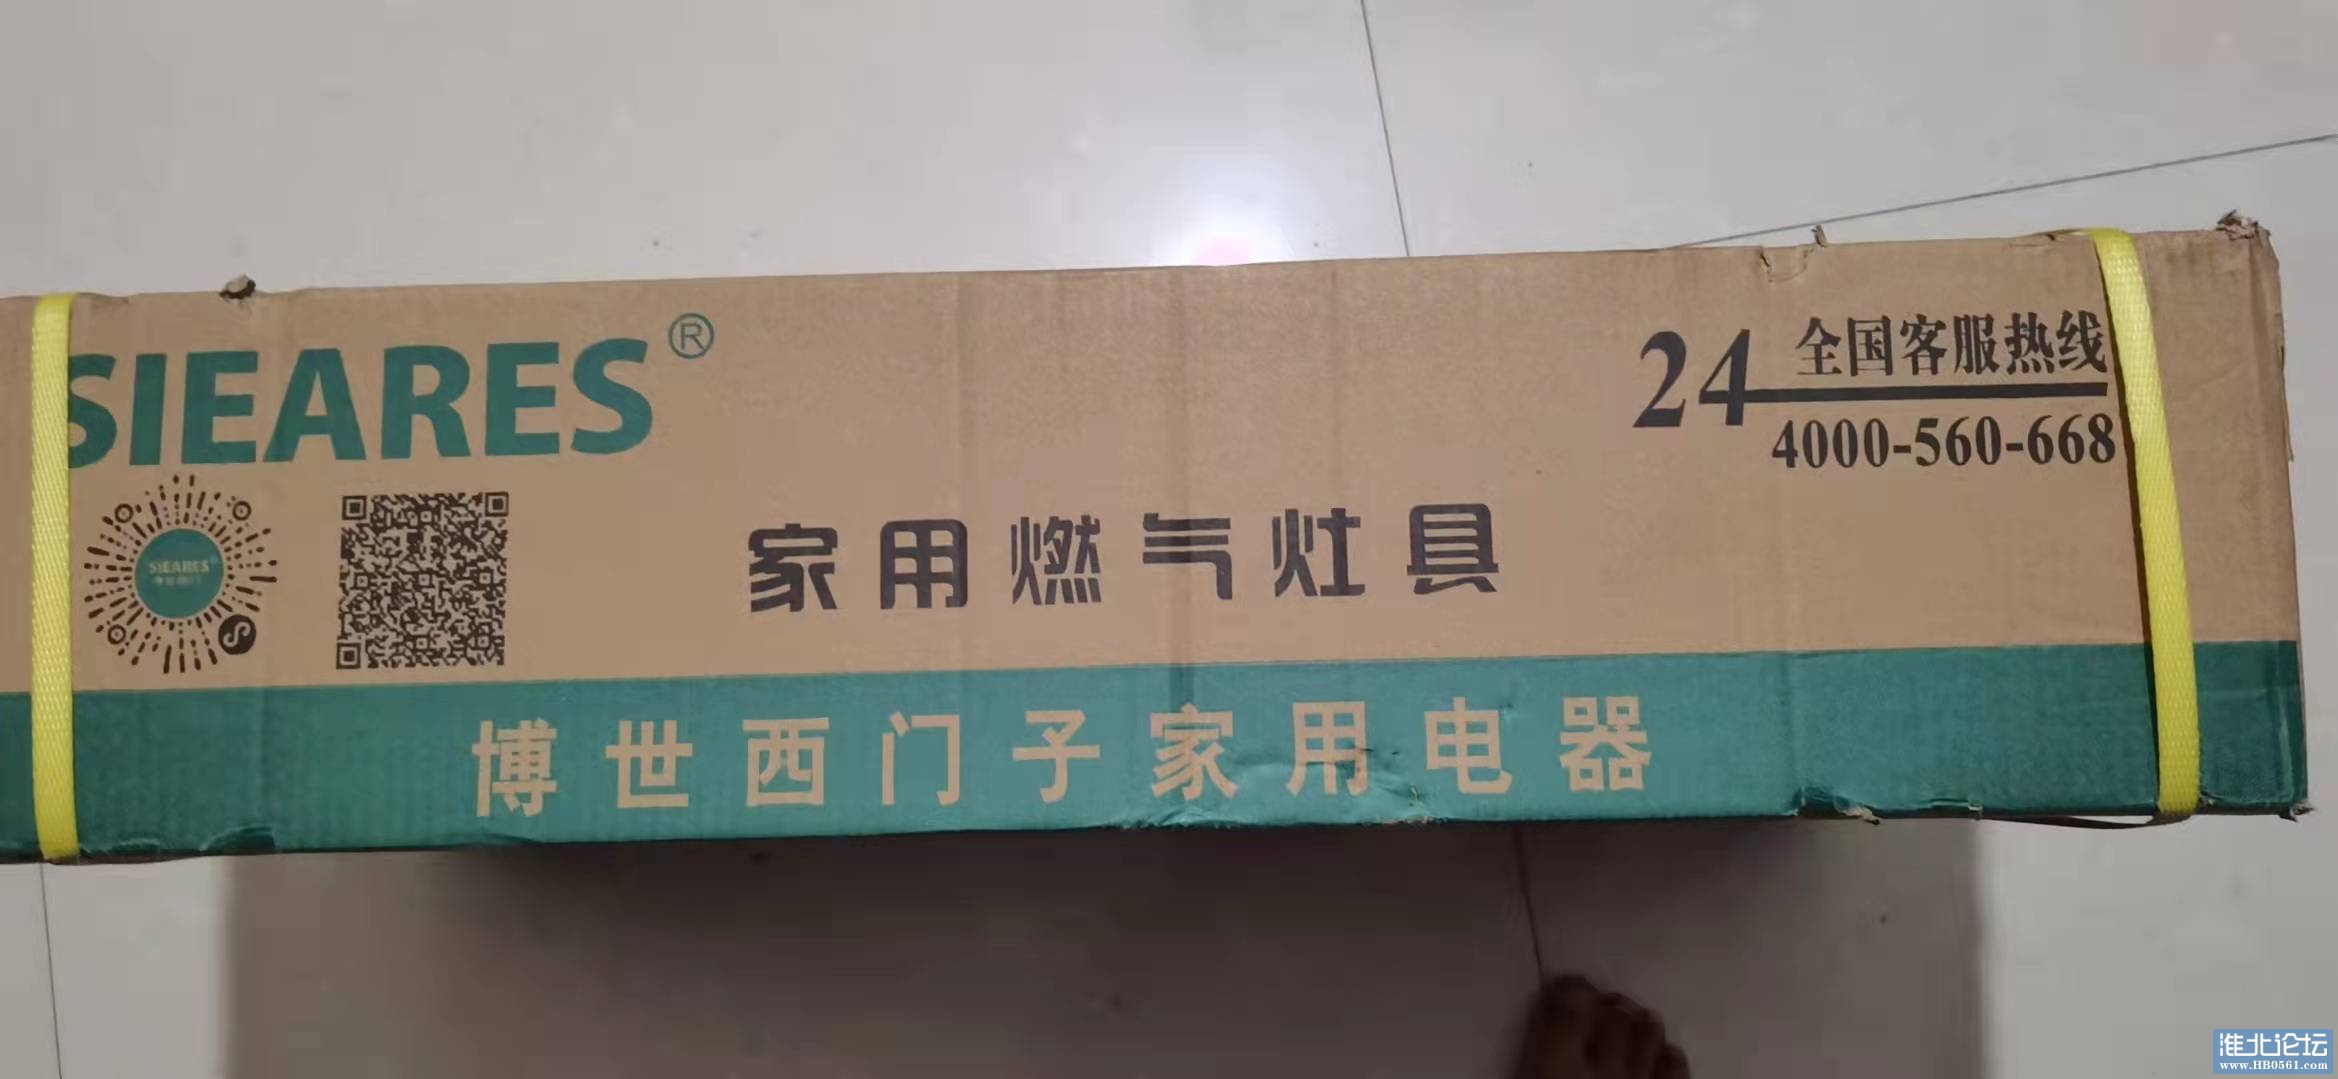 SIEARES®
24
全国客服热线
4000-560-668
SIEARES
家用燃气灶具
博世西门子家用电器
淮北论坛
www.HB0561.com